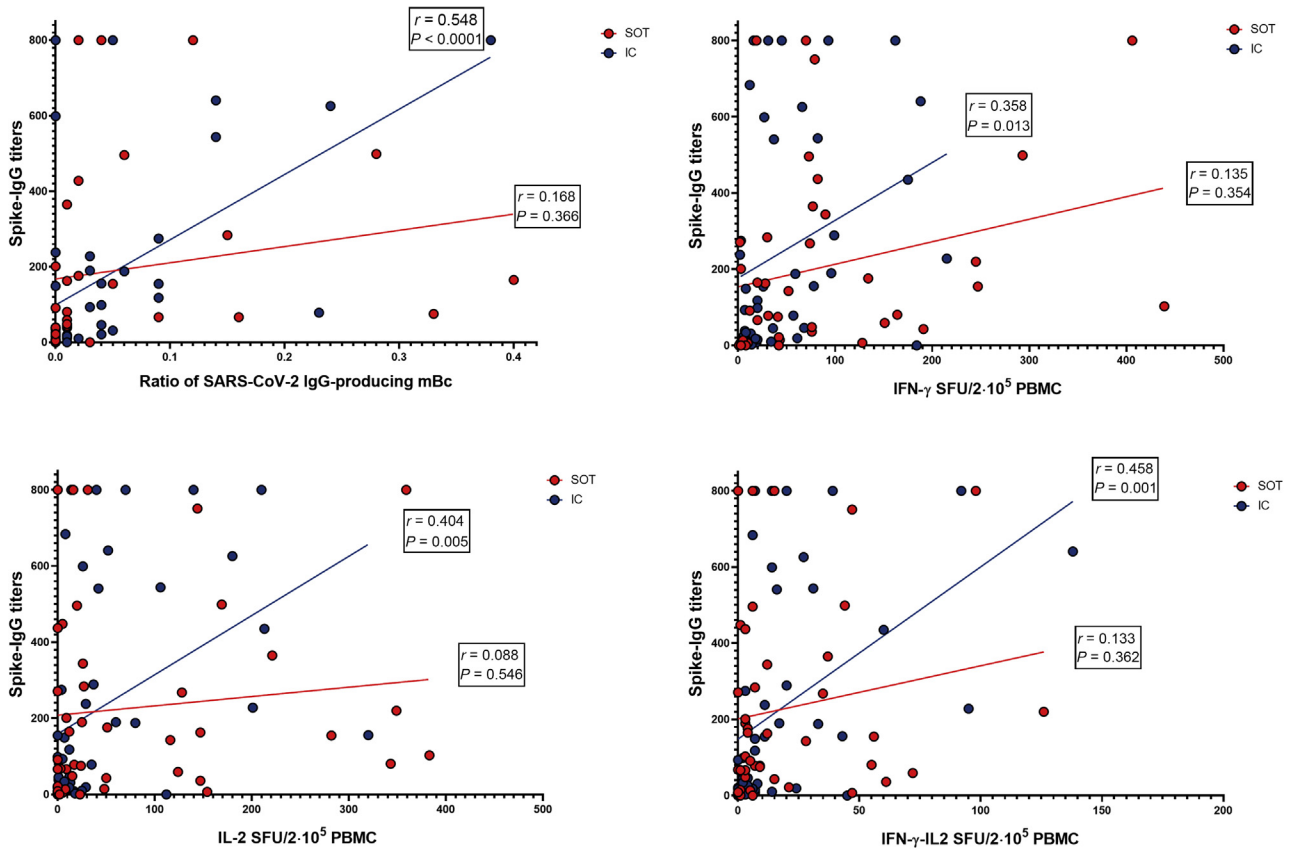 r = 0.548
P < 0.0001
SOT
IC
800
600
400
200
0
Spike-IgG titers
r = 0.168
P = 0.366
0.0 0.1 0.2 0.3 0.4
Ratio of SARS-CoV-2 IgG-producing mBc
SOT
IC
800
600
400
200
0
Spike-IgG titers
r = 0.358
P = 0.013
r = 0.135
P = 0.354
0 100 200 300 400 500
IFN-γ SFU/2·10⁵ PBMC
SOT
IC
800
600
400
200
0
Spike-IgG titers
r = 0.404
P = 0.005
r = 0.088
P = 0.546
0 100 200 300 400 500
IL-2 SFU/2·10⁵ PBMC
r = 0.458
P = 0.001
SOT
IC
800
600
400
200
0
Spike-IgG titers
r = 0.133
P = 0.362
0 50 100 150 200
IFN-γ-IL2 SFU/2·10⁵ PBMC